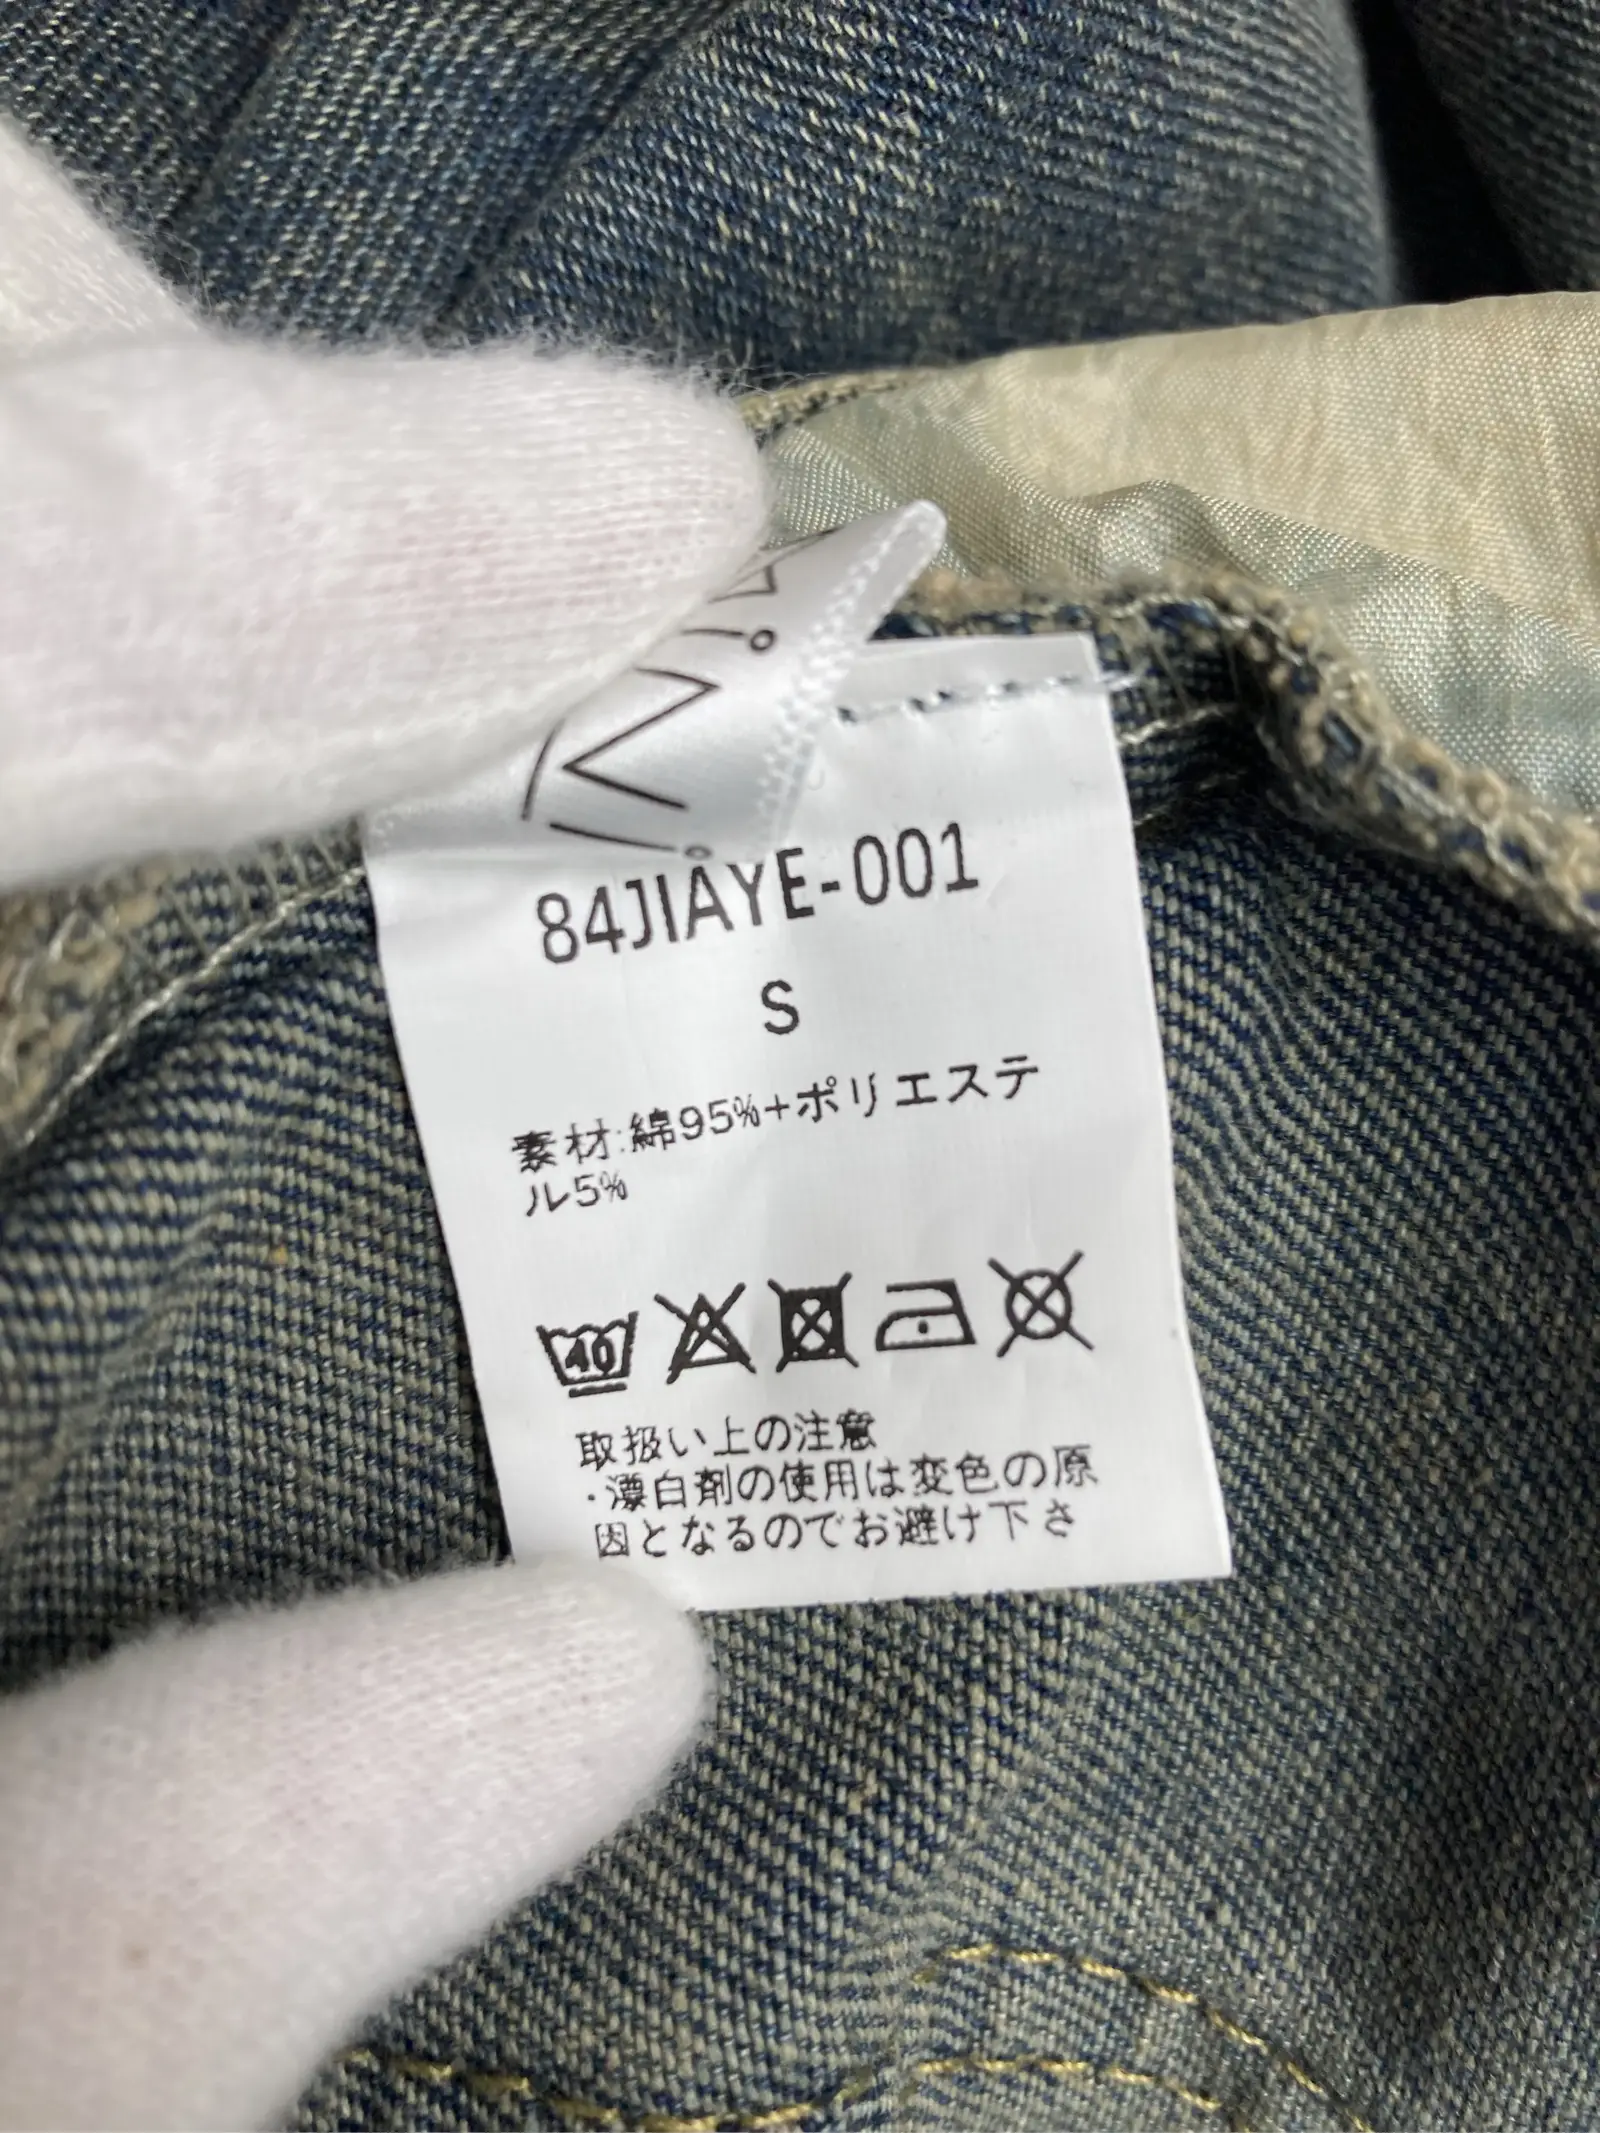 84JIAYE-001
S
素材:綿95%+ポリエステ
ル5%
40
取扱い上の注意
・漂白剤の使用は変色の原
因となるのでお避け下さ